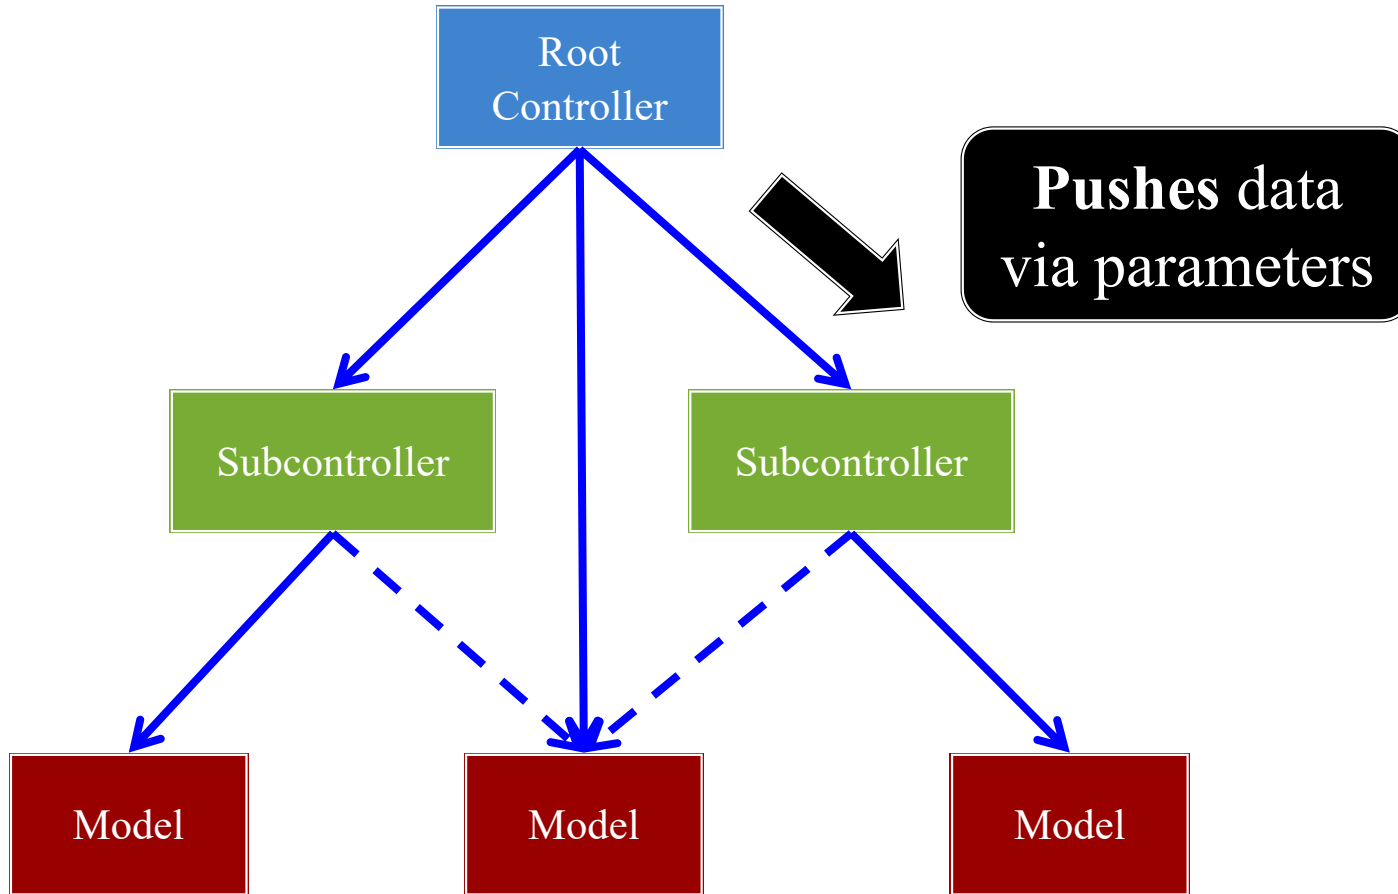 Root
Controller
Pushes data
via parameters
Subcontroller
Subcontroller
Model
Model
Model